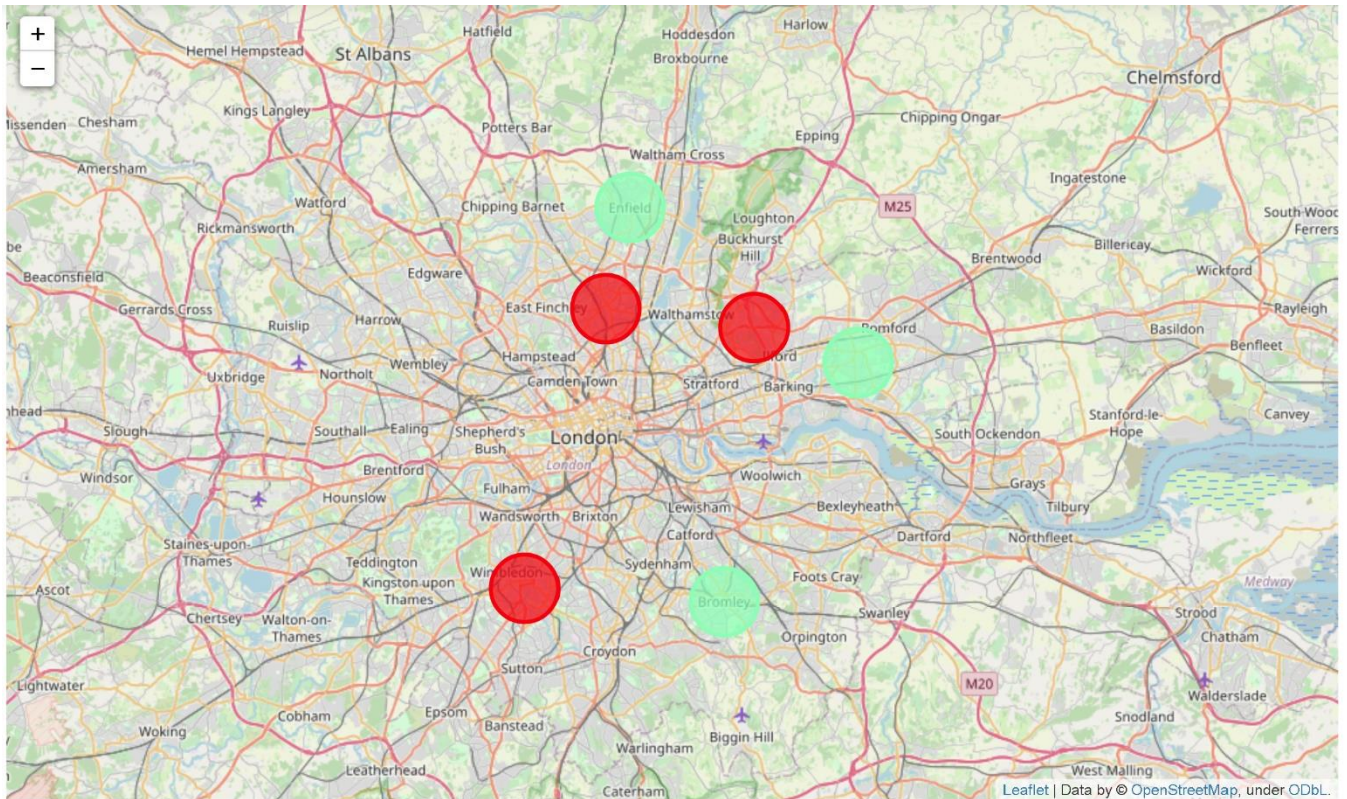 +
−
Hatfield
Hoddesdon
Harlow
Hemel Hempstead
St Albans
Broxbourne
Chelmsford
Kings Langley
Chipping Ongar
Missenden
Chesham
Potters Bar
Epping
Waltham Cross
Amersham
Ingatestone
Watford
Chipping Barnet
Enfield
M25
Loughton
South Wood
Ferrers
Rickmansworth
Buckhurst
Hill
Billericay
be
Brentwood
Edgware
Wickford
Beaconsfield
Gerrards Cross
East Finchley
Walthamstow
Rayleigh
Ruislip
Harrow
Romford
Basildon
Benfleet
Hampstead
Ilford
Wembley
Uxbridge
Northolt
Camden Town
Stratford
Barking
nhead
Slough
Southall
Ealing
Shepherd's
Bush
London
South Ockendon
Stanford-le-
Hope
Canvey
London
Brentford
Windsor
Woolwich
Grays
Hounslow
Fulham
Wandsworth
Brixton
Lewisham
Bexleyheath
Tilbury
Catford
Dartford
Northfleet
Staines-upon-
Thames
Teddington
Wimbledon
Sydenham
Kingston upon
Thames
Foots Cray
Medway
Ascot
Bromley
Swanley
Strood
Chertsey
Walton-on-
Thames
Orpington
Chatham
Croydon
Sutton
Lightwater
M20
Walderslade
Cobham
Epsom
Banstead
Snodland
Woking
Biggin Hill
Warlingham
Leatherhead
West Malling
Caterham
Leaflet | Data by © OpenStreetMap, under ODbL.